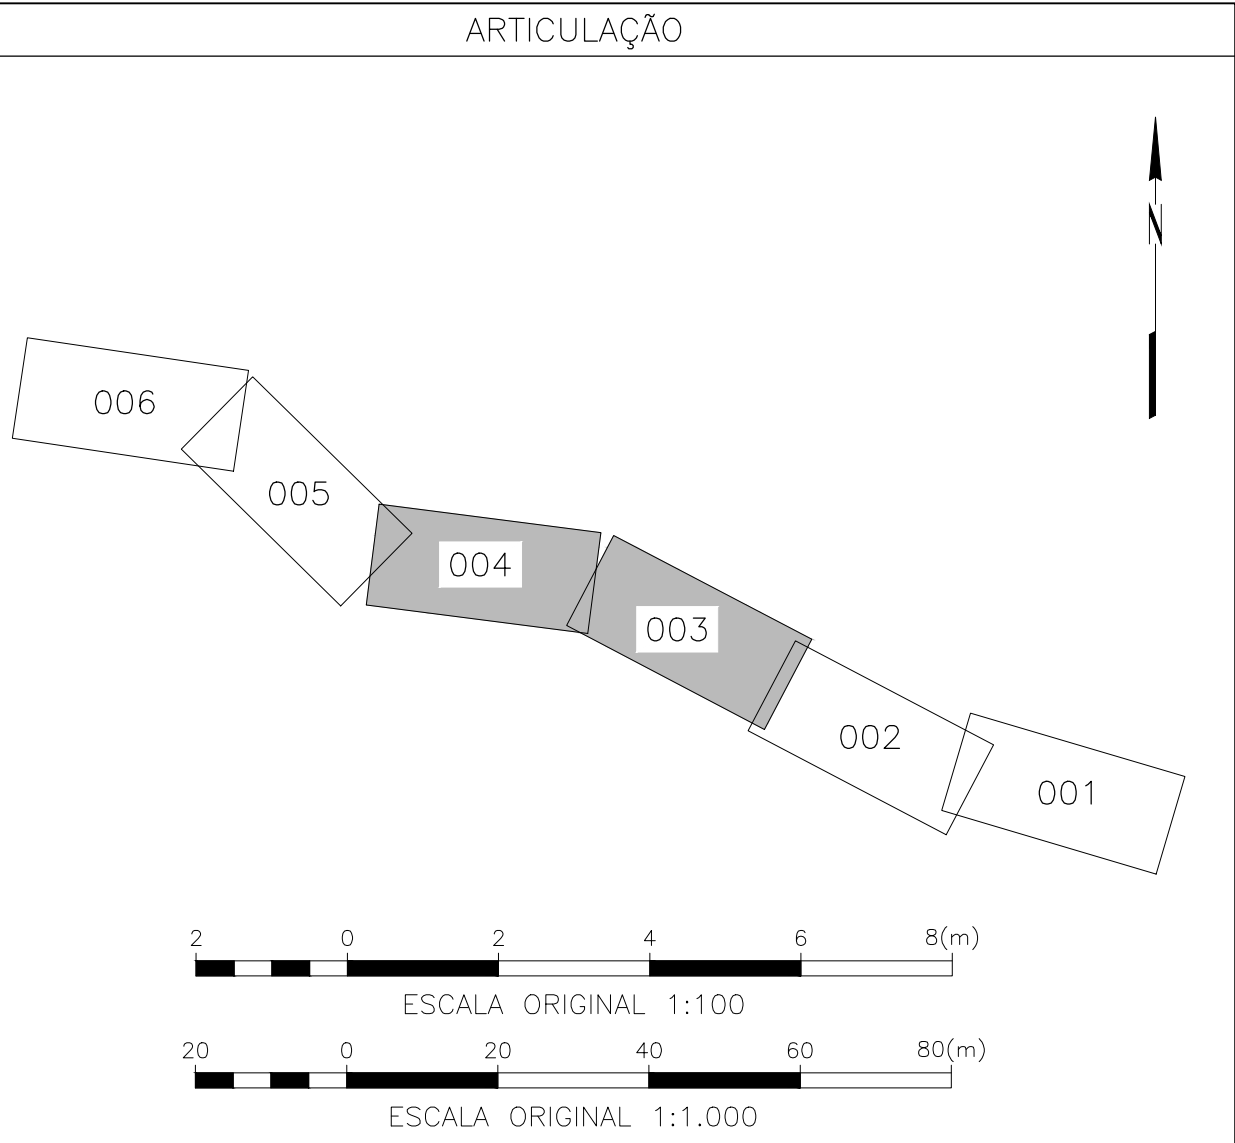 ARTICULAÇÃO
N
006
005
004
003
002
001
2 0 2 4 6 8(m)
ESCALA ORIGINAL 1:100
20 0 20 40 60 80(m)
ESCALA ORIGINAL 1:1.000